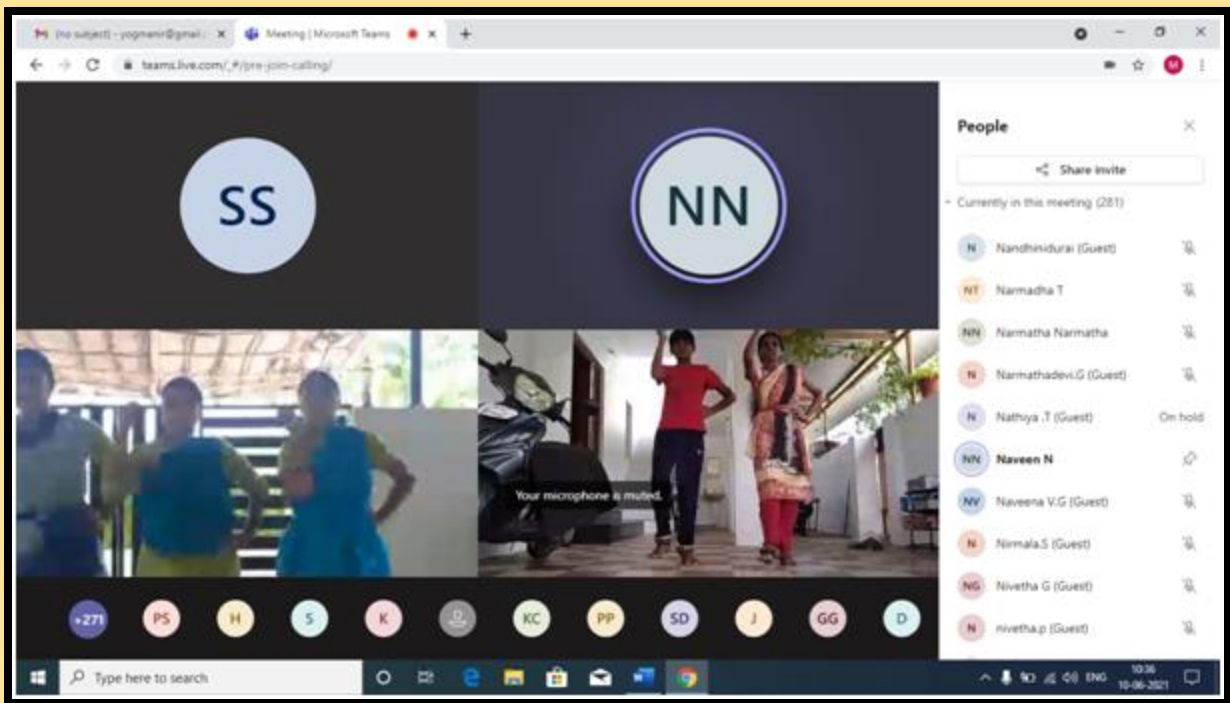 (no subject) - yogmanir@gmail.
Meeting | Microsoft Teams
teams.live.com/_#/pre-join-calling/
M
SS
NN
People
Share invite
Currently in this meeting (281)
N Nandhinidurai (Guest)
NT Narmadha T
NN Narmatha Narmatha
N Narmathadevi.G (Guest)
N Nathiya .T (Guest) On hold
NN Naveen N
NV Naveena V.G (Guest)
N Nirmala.S (Guest)
NG Nivetha G (Guest)
N nivetha.p (Guest)
Your microphone is muted.
+271 PS H S K KC PP SD J GG D
Type here to search
ENG
10:36
10-06-2021